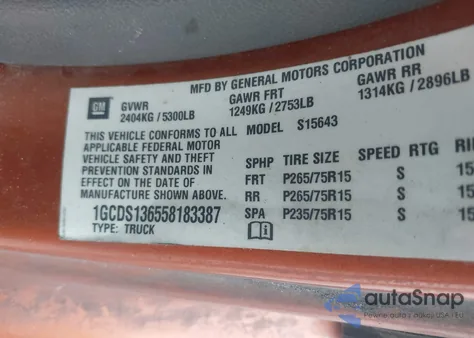 MFD BY GENERAL MOTORS CORPORATION
GM
GVWR GAWR FRT GAWR RR
2404KG / 5300LB 1249KG / 2753LB 1314KG / 2896LB
THIS VEHICLE CONFORMS TO ALL MODEL S15643
APPLICABLE FEDERAL MOTOR
VEHICLE SAFETY AND THEFT
PREVENTION STANDARDS IN
EFFECT ON THE DATE OF
MANUFACTURE SHOWN ABOVE.
1GCDS136558183387
TYPE: TRUCK
SPHP TIRE SIZE SPEED RTG
FRT P265/75R15 S 15
RR P265/75R15 S 15
SPA P235/75R15 S 15
autoSnap